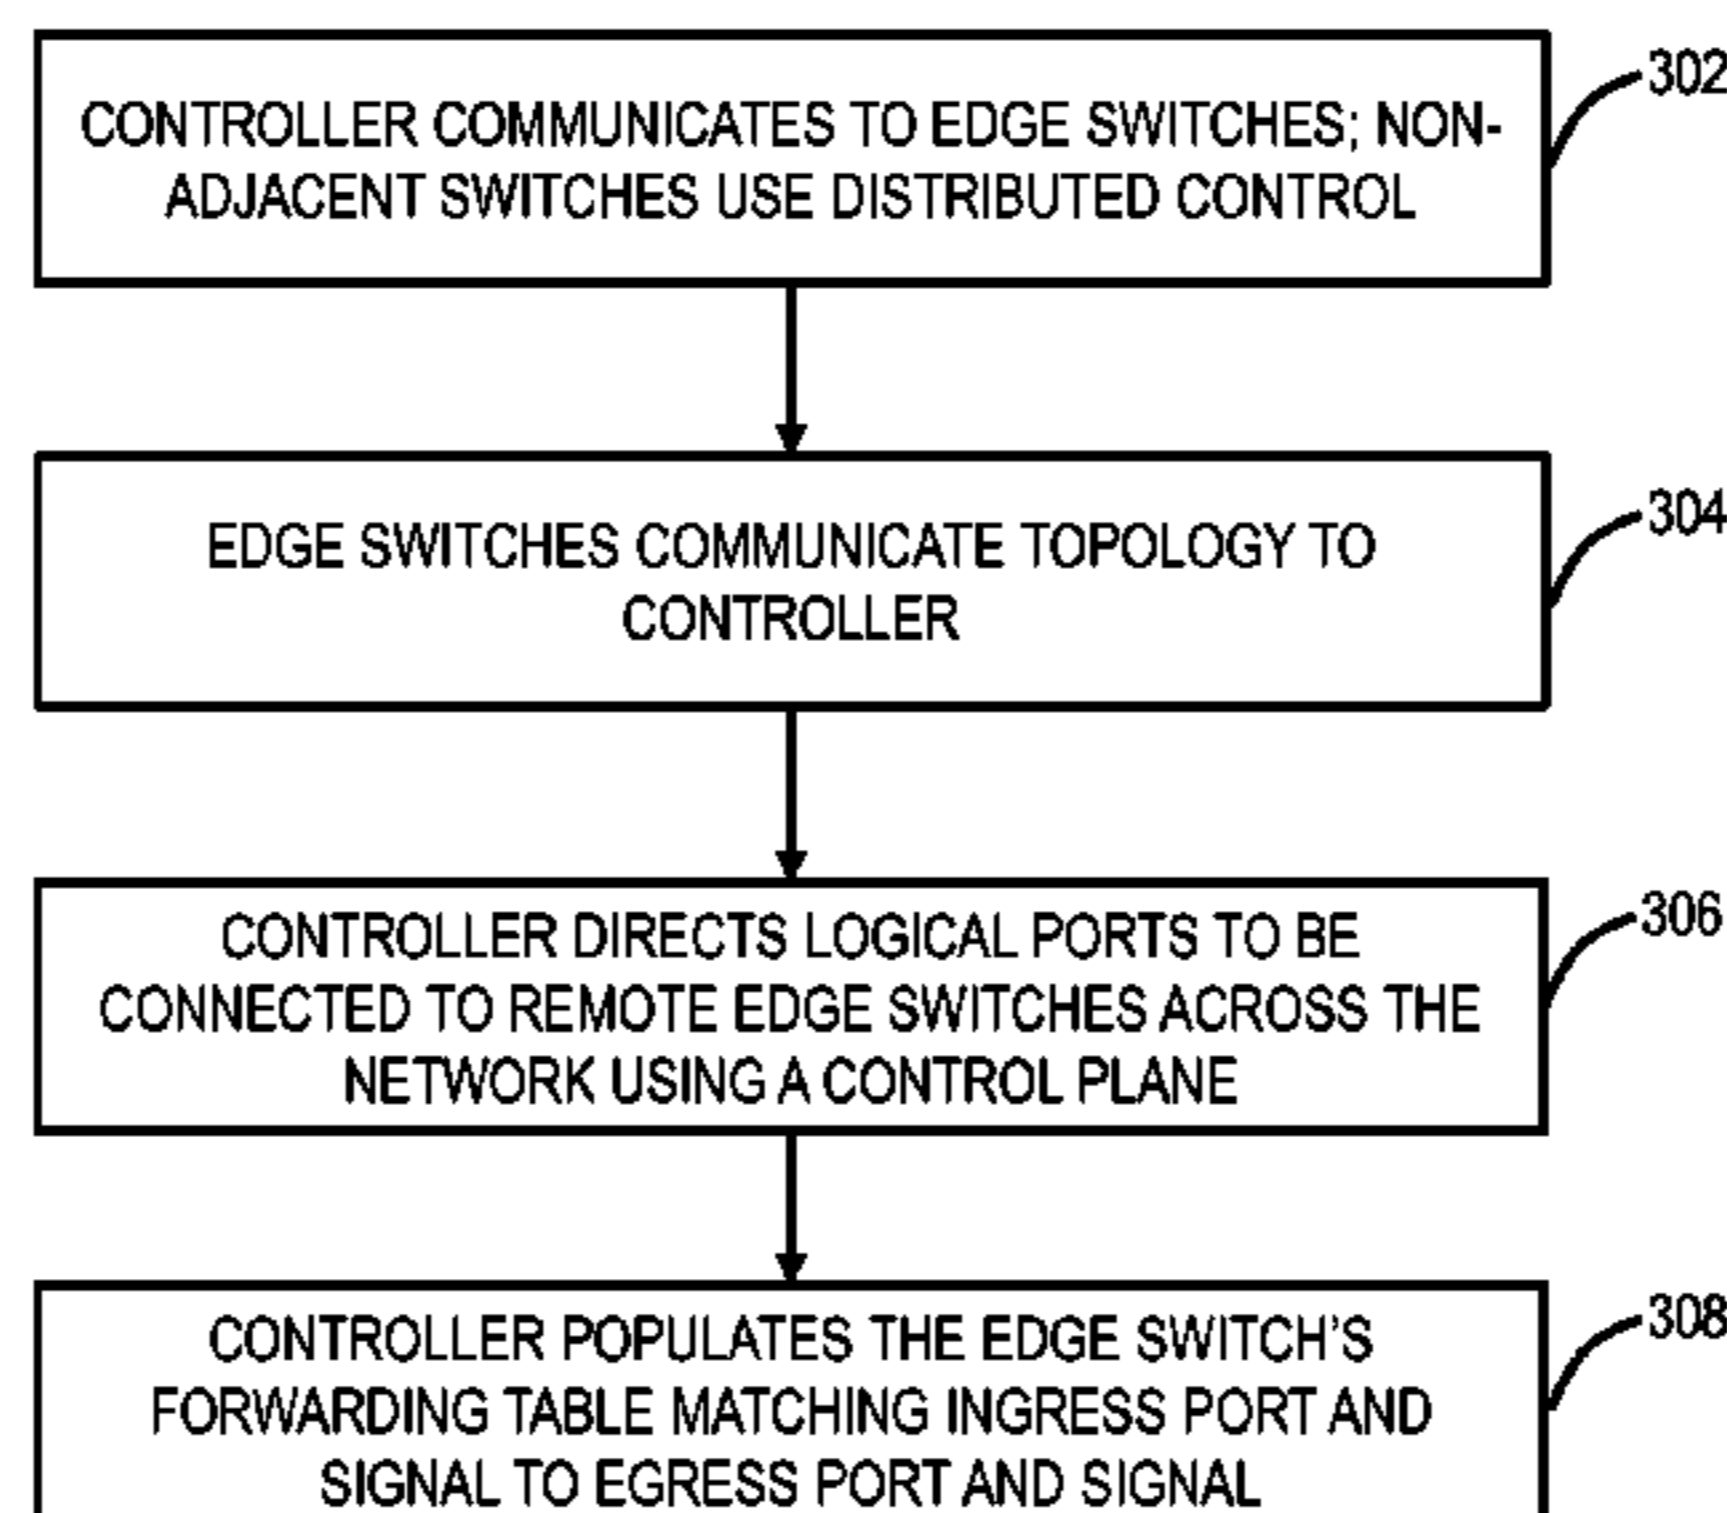 302
CONTROLLER COMMUNICATES TO EDGE SWITCHES; NON-
ADJACENT SWITCHES USE DISTRIBUTED CONTROL
304
EDGE SWITCHES COMMUNICATE TOPOLOGY TO
CONTROLLER
306
CONTROLLER DIRECTS LOGICAL PORTS TO BE
CONNECTED TO REMOTE EDGE SWITCHES ACROSS THE
NETWORK USING A CONTROL PLANE
308
CONTROLLER POPULATES THE EDGE SWITCH'S
FORWARDING TABLE MATCHING INGRESS PORT AND
SIGNAL TO EGRESS PORT AND SIGNAL